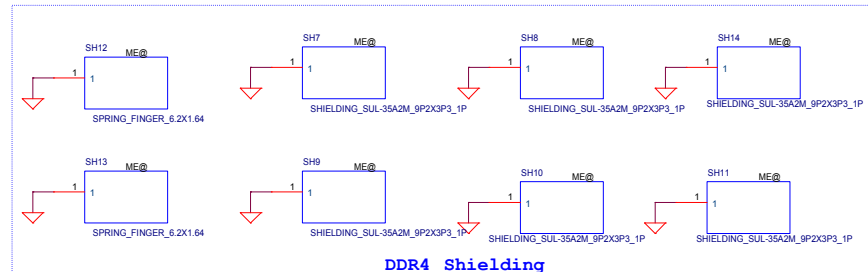 SH12
ME@
1
1
SPRING_FINGER_6.2X1.64
SH7
ME@
1
1
SHIELDING_SUL-35A2M_9P2X3P3_1P
SH8
ME@
1
1
SHIELDING_SUL-35A2M_9P2X3P3_1P
SH14
ME@
1
1
SHIELDING_SUL-35A2M_9P2X3P3_1P
SH13
ME@
1
1
SPRING_FINGER_6.2X1.64
SH9
ME@
1
1
SHIELDING_SUL-35A2M_9P2X3P3_1P
SH10
ME@
1
1
SHIELDING_SUL-35A2M_9P2X3P3_1P
SH11
ME@
1
1
SHIELDING_SUL-35A2M_9P2X3P3_1P
DDR4 Shielding